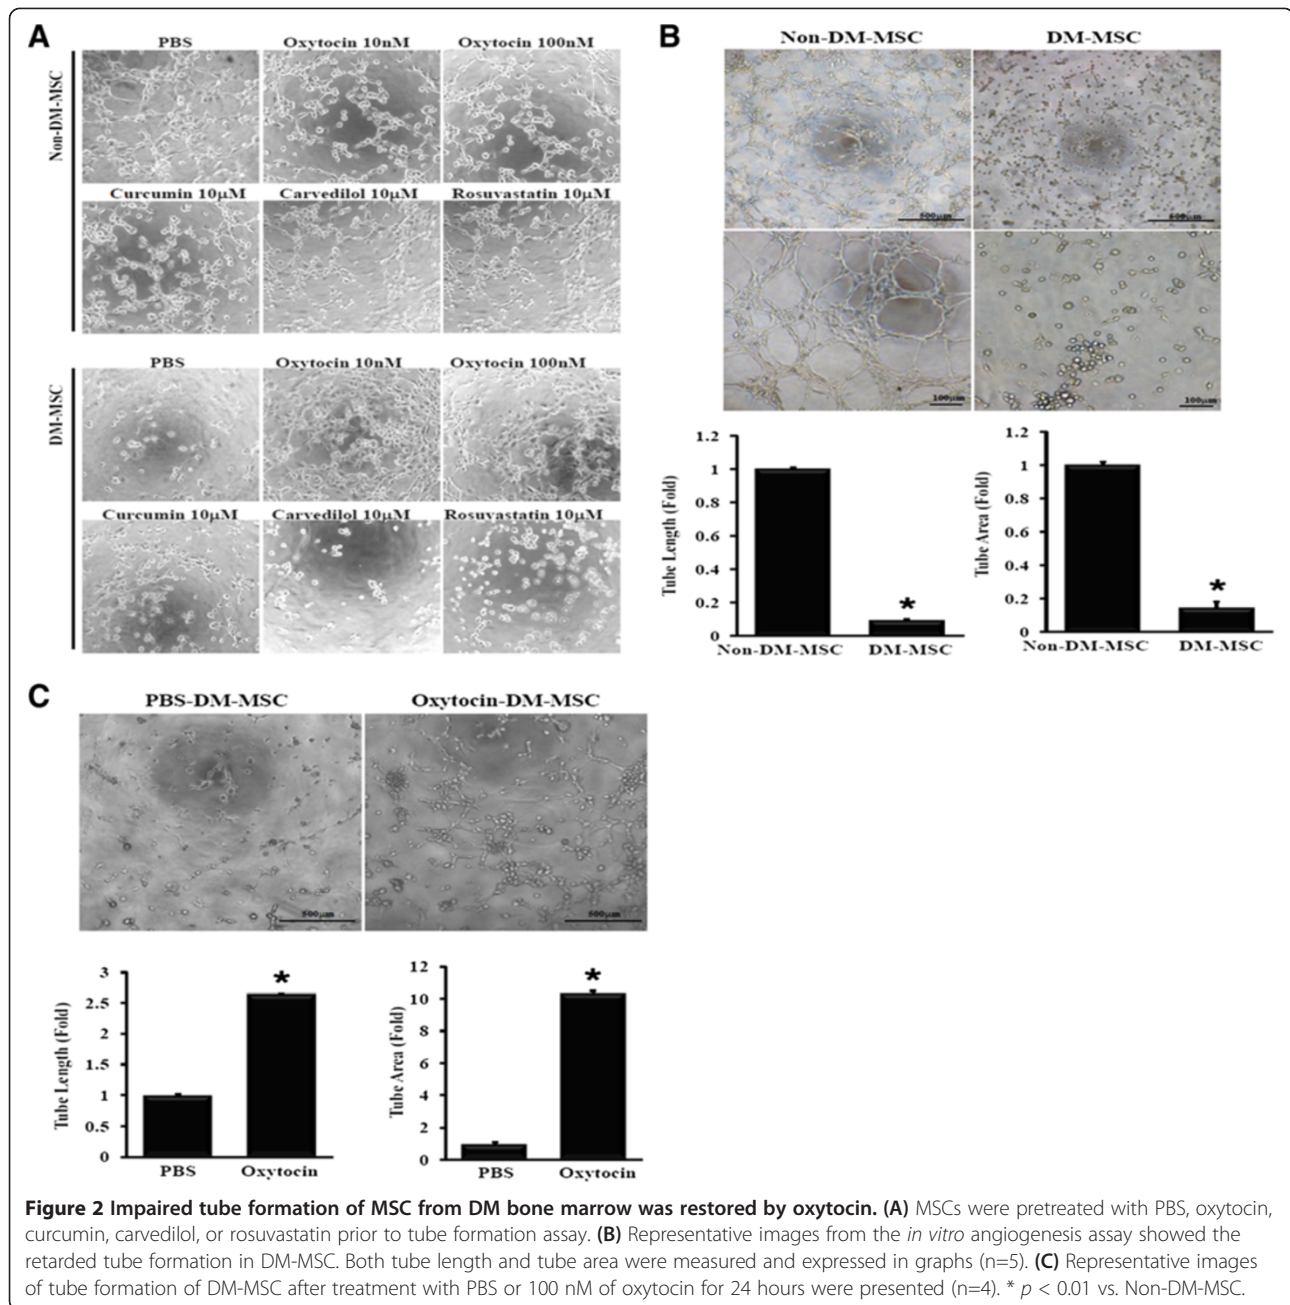 A
PBS
Oxytocin 10nM
Oxytocin 100nM
Non-DM-MSC
Curcumin 10μM
Carvedilol 10μM
Rosuvastatin 10μM
PBS
Oxytocin 10nM
Oxytocin 100nM
DM-MSC
Curcumin 10μM
Carvedilol 10μM
Rosuvastatin 10μM
B
Non-DM-MSC
DM-MSC
100μm
100μm
1.2
1
0.8
0.6
0.4
0.2
0
Tube Length (Fold)
*
Non-DM-MSC
DM-MSC
1.2
1
0.8
0.6
0.4
0.2
0
Tube Area (Fold)
*
Non-DM-MSC
DM-MSC
C
PBS-DM-MSC
Oxytocin-DM-MSC
3
2.5
2
1.5
1
0.5
0
Tube Length (Fold)
*
PBS
Oxytocin
12
10
8
6
4
2
0
Tube Area (Fold)
*
PBS
Oxytocin
Figure 2 Impaired tube formation of MSC from DM bone marrow was restored by oxytocin. (A) MSCs were pretreated with PBS, oxytocin,
curcumin, carvedilol, or rosuvastatin prior to tube formation assay. (B) Representative images from the in vitro angiogenesis assay showed the
retarded tube formation in DM-MSC. Both tube length and tube area were measured and expressed in graphs (n=5). (C) Representative images
of tube formation of DM-MSC after treatment with PBS or 100 nM of oxytocin for 24 hours were presented (n=4). * p < 0.01 vs. Non-DM-MSC.